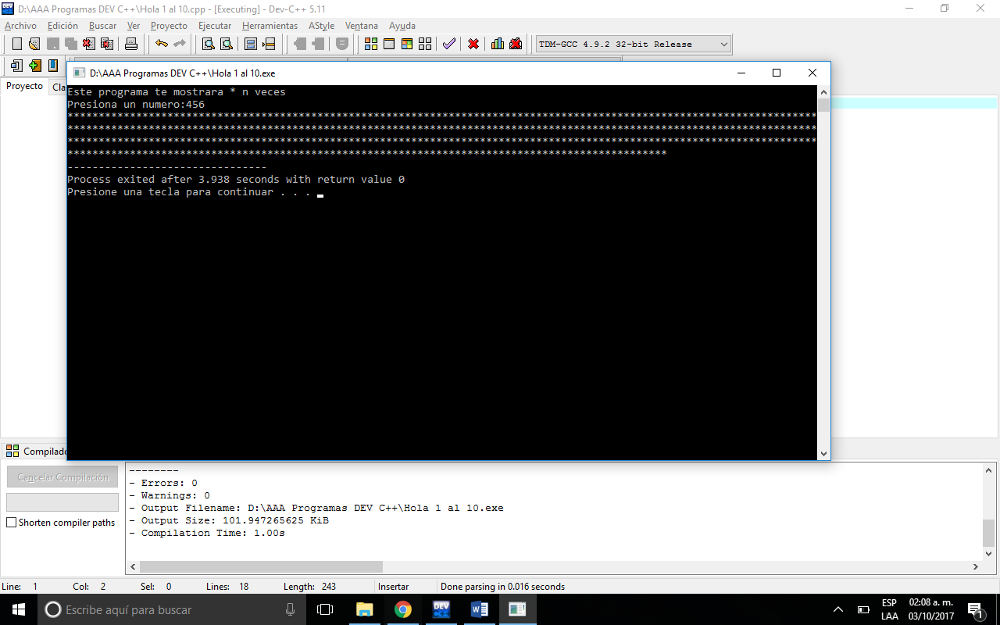 D:\AAA Programas DEV C++\Hola 1 al 10.cpp - [Executing] - Dev-C++ 5.11
Archivo Edición Buscar Ver Proyecto Ejecutar Herramientas AStyle Ventana Ayuda
TDM-GCC 4.9.2 32-bit Release
Proyecto Cla
D:\AAA Programas DEV C++\Hola 1 al 10.exe
Este programa te mostrara * n veces
Presiona un numero:456
************************************************************************************************************************
************************************************************************************************************************
************************************************************************************************************************
************************************************************************************************
--------------------------------
Process exited after 3.938 seconds with return value 0
Presione una tecla para continuar . . .
Compilado
Cancelar Compilación
Shorten compiler paths
--------
- Errors: 0
- Warnings: 0
- Output Filename: D:\AAA Programas DEV C++\Hola 1 al 10.exe
- Output Size: 101.947265625 KiB
- Compilation Time: 1.00s
Line: 1 Col: 2 Sel: 0 Lines: 18 Length: 243 Insertar Done parsing in 0.016 seconds
Escribe aquí para buscar
DEV
ESP
LAA
02:08 a. m.
03/10/2017
1